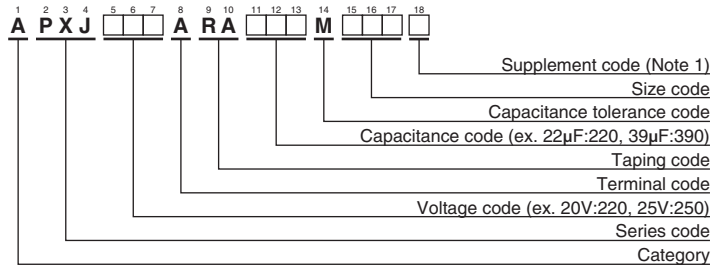 1 2 3 4 5 6 7 8 9 10 11 12 13 14 15 16 17 18
A PXJ □□□ A RA □□□ M □□□ □
Supplement code (Note 1)
Size code
Capacitance tolerance code
Capacitance code (ex. 22µF:220, 39µF:390)
Taping code
Terminal code
Voltage code (ex. 20V:220, 25V:250)
Series code
Category